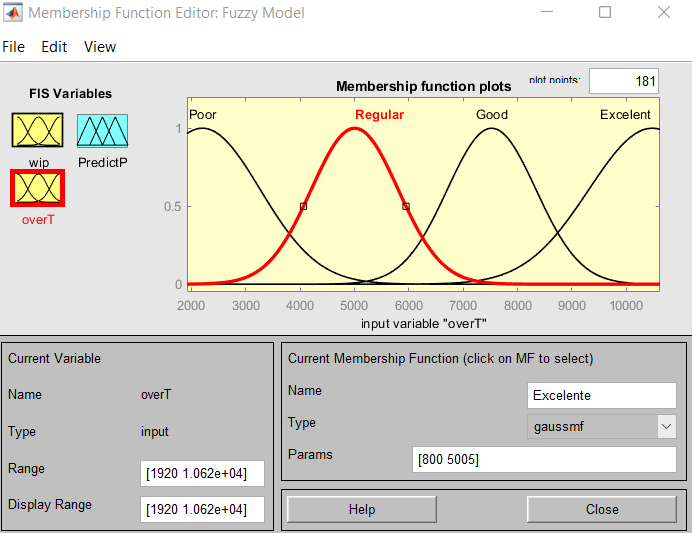 Membership Function Editor: Fuzzy Model
File Edit View
FIS Variables
wip
PredictP
overT
Membership function plots
plot points:
181
Poor
Regular
Good
Excelent
1
0.5
0
2000 3000 4000 5000 6000 7000 8000 9000 10000
input variable "overT"
Current Variable
Name overT
Type input
Range [1920 1.062e+04]
Display Range [1920 1.062e+04]
Current Membership Function (click on MF to select)
Name Excelente
Type gaussmf
Params [800 5005]
Help
Close